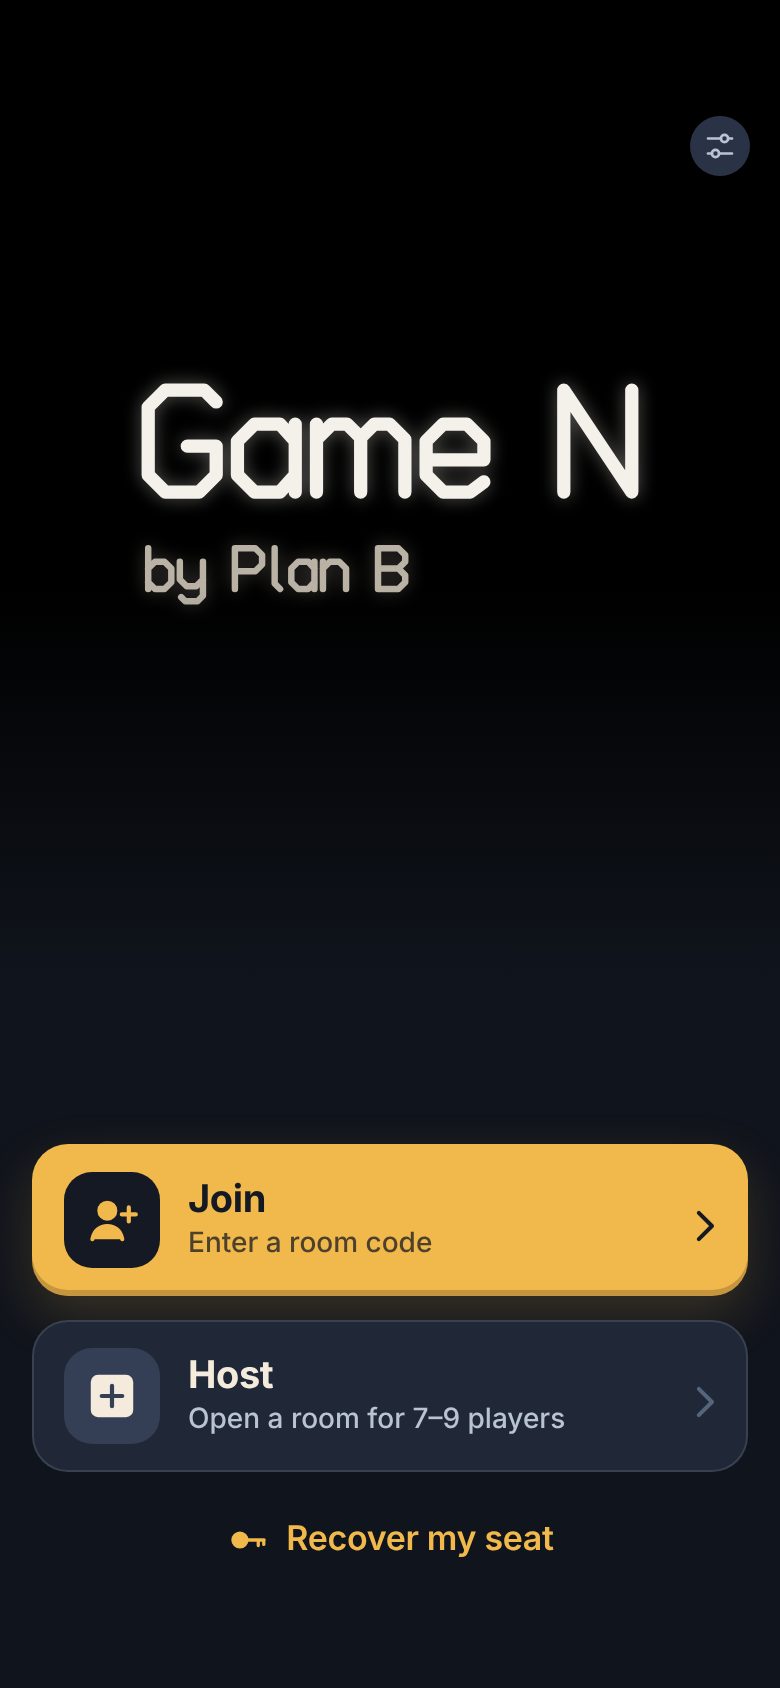 Game N
by Plan B
Join
Enter a room code
Host
Open a room for 7–9 players
Recover my seat